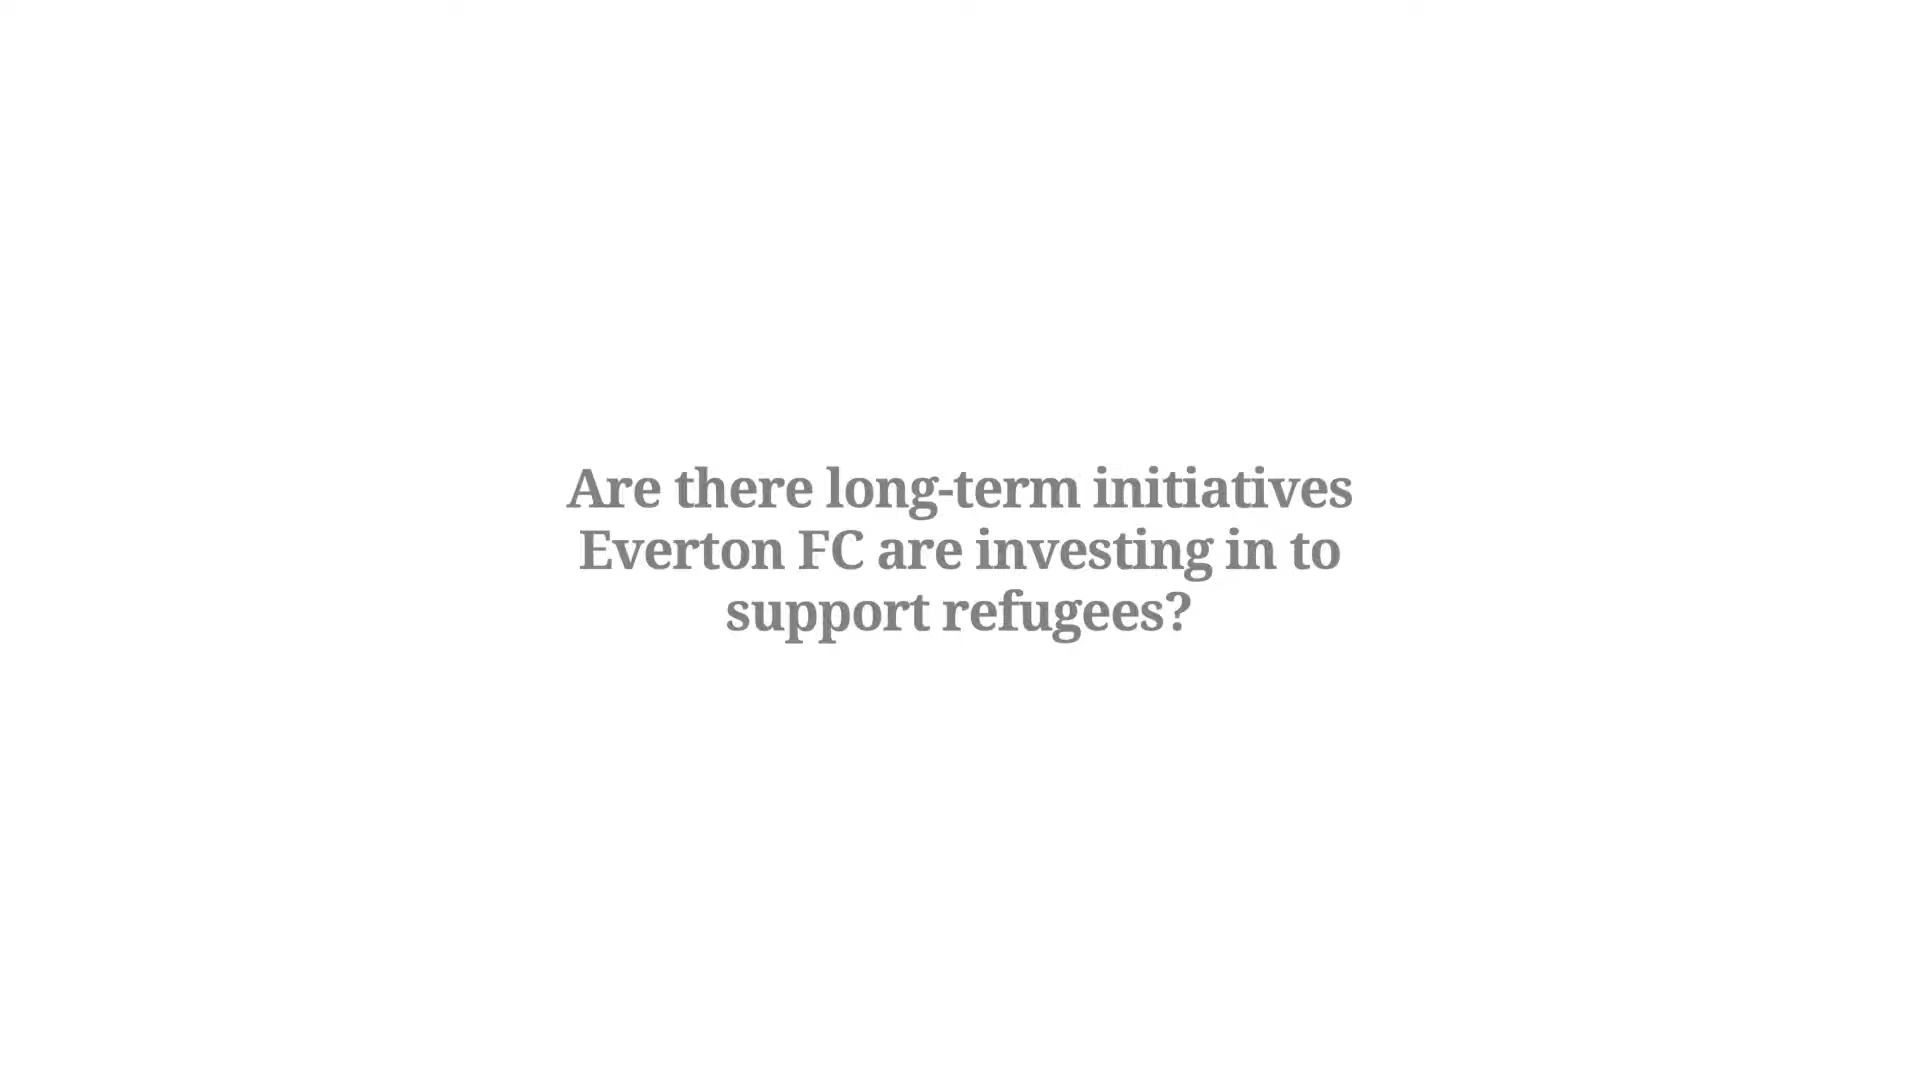 Are there long-term initiatives
Everton FC are investing in to
support refugees?